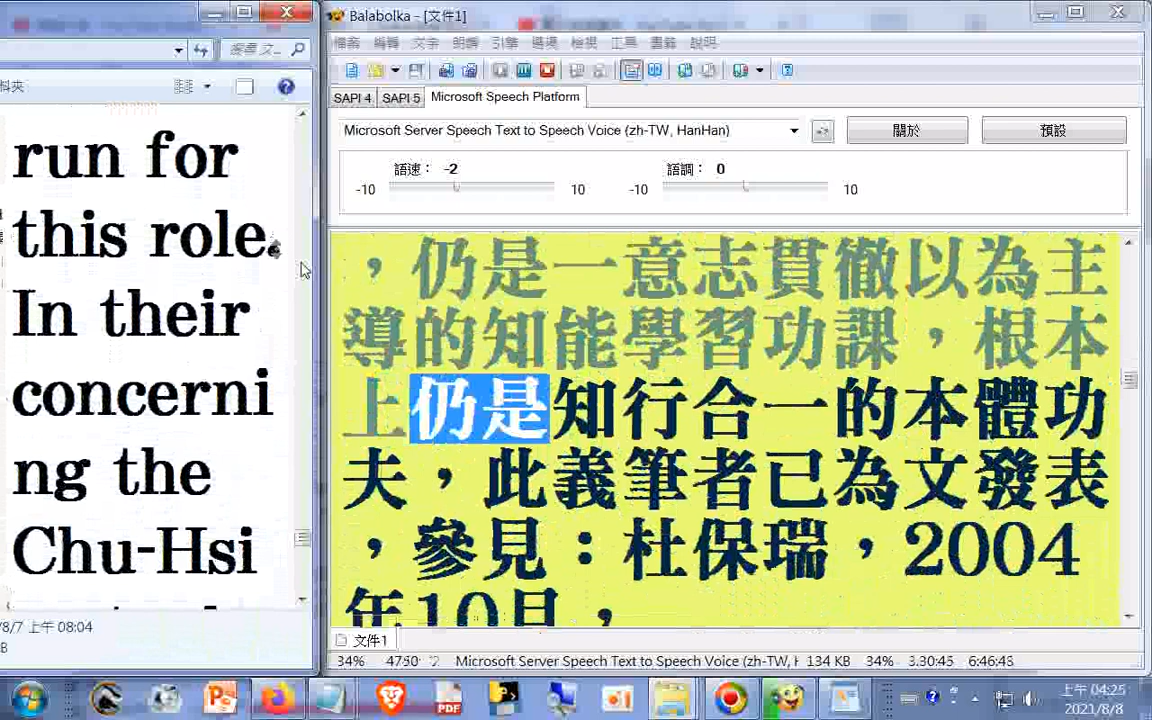 run for
this role.
In their
concerni
ng the
Chu-Hsi
/8/7 上午 08:04
Balabolka - [文件1]
檔案 編輯 文字 朗讀 引擎 選項 檢視 工具 書籤 說明
SAPI 4 SAPI 5 Microsoft Speech Platform
Microsoft Server Speech Text to Speech Voice (zh-TW, HanHan)
關於 預設
語速： -2 語調： 0
-10 10 -10 10
，仍是一意志貫徹以為主
導的知能學習功課，根本
上仍是知行合一的本體功
夫，此義筆者已為文發表
，參見：杜保瑞，2004
年10月，
文件1
34% Microsoft Server Speech Text to Speech Voice (zh-TW, H 134 KB 34%
上午 04:25
2021/8/8